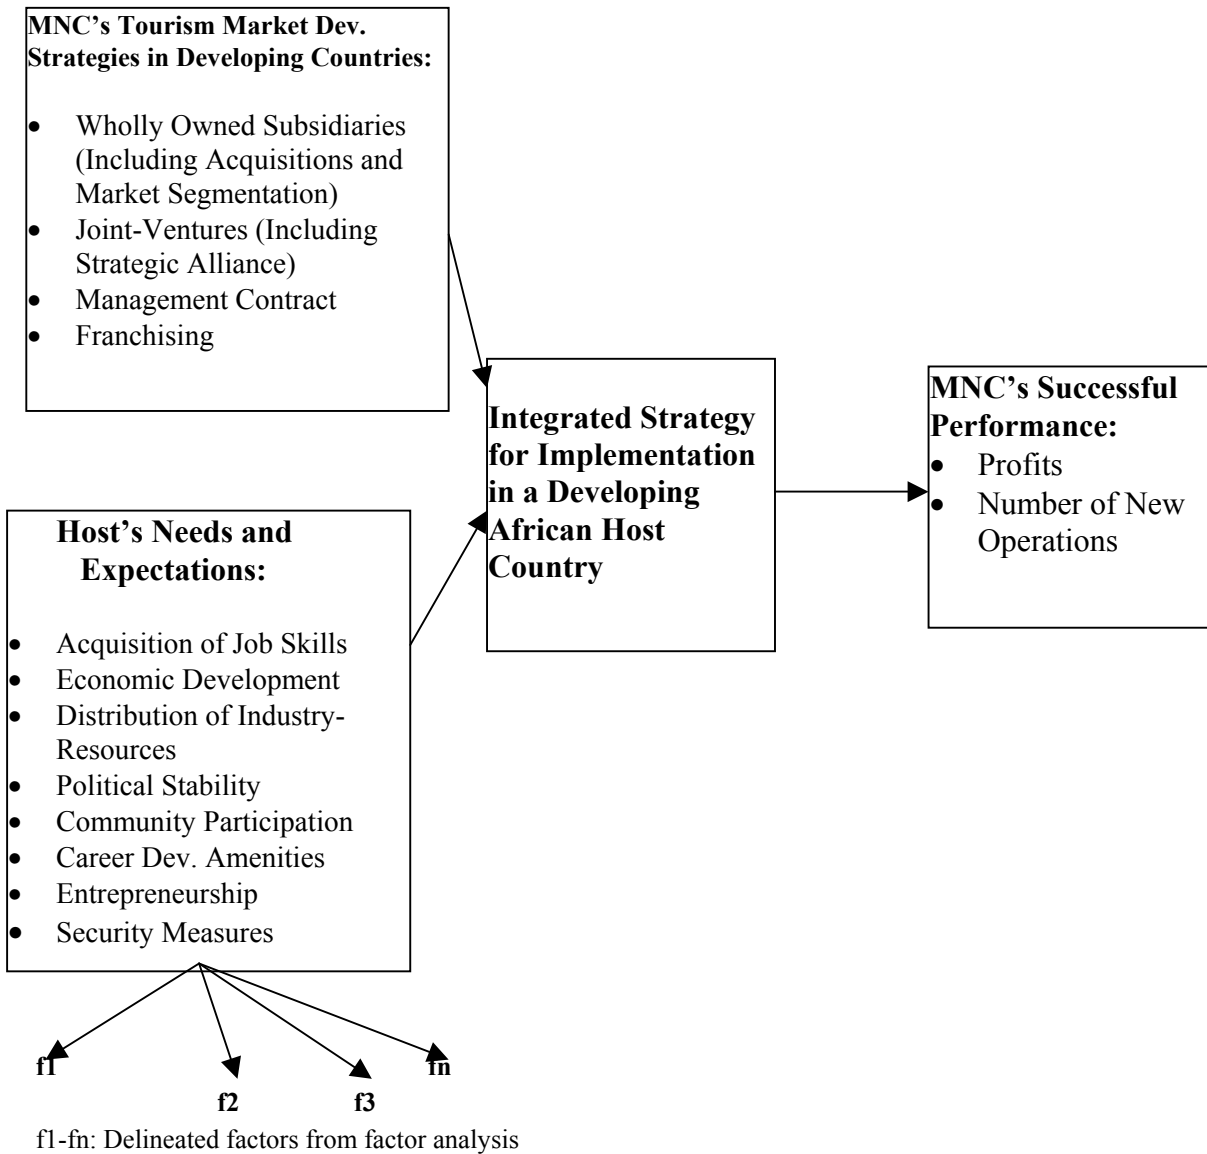 MNC’s Tourism Market Dev.
Strategies in Developing Countries:
• Wholly Owned Subsidiaries
(Including Acquisitions and
Market Segmentation)
• Joint-Ventures (Including
Strategic Alliance)
• Management Contract
• Franchising
Host’s Needs and
Expectations:
• Acquisition of Job Skills
• Economic Development
• Distribution of Industry-
Resources
• Political Stability
• Community Participation
• Career Dev. Amenities
• Entrepreneurship
• Security Measures
Integrated Strategy
for Implementation
in a Developing
African Host
Country
MNC’s Successful
Performance:
• Profits
• Number of New
Operations
f1
fn
f2
f3
f1-fn: Delineated factors from factor analysis